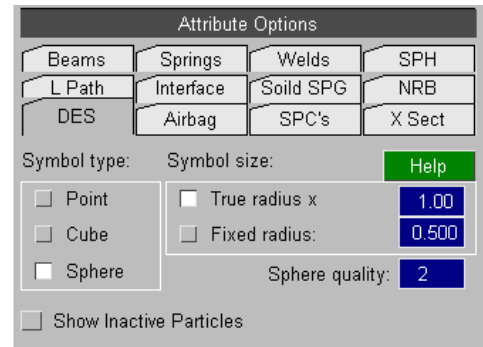 Attribute Options
Beams Springs Welds SPH
L Path Interface Soild SPG NRB
DES Airbag SPC's X Sect
Symbol type: Symbol size: Help
Point True radius x 1.00
Cube Fixed radius: 0.500
Sphere Sphere quality: 2
Show Inactive Particles